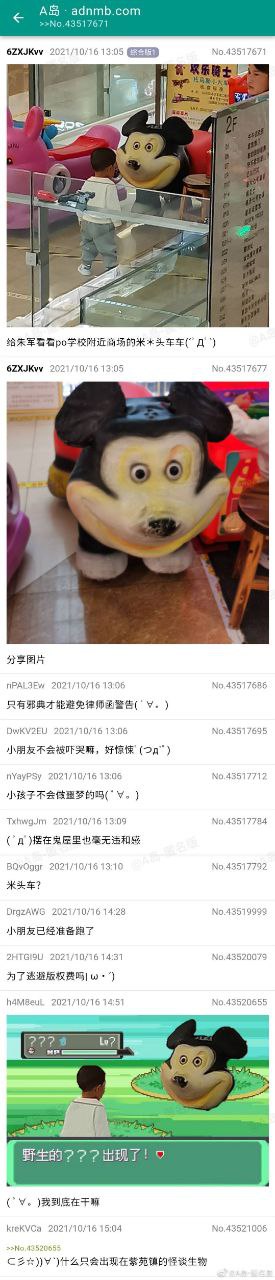 A岛 · adnmb.com
>>No.43517671
6ZXJKvv 2021/10/16 13:05 综合版1 No.43517671
欢乐骑士
2F
给朱军看看po学校附近商场的米*头车车(ﾟДﾟ)
6ZXJKvv 2021/10/16 13:05 No.43517677
分享图片
nPAL3Ew 2021/10/16 13:06 No.43517686
只有邪典才能避免律师函警告( ´∀。)
DwKV2EU 2021/10/16 13:06 No.43517695
小朋友不会被吓哭嘛，好惊悚ﾞ(つд⊂ﾞ)
nYayPSy 2021/10/16 13:06 No.43517712
小孩子不会做噩梦的吗( ﾟ∀。)
TxhwgJm 2021/10/16 13:09 No.43517784
( ´дﾟ)摆在鬼屋里也毫无违和感
BQvOggr 2021/10/16 13:10 No.43517792
米头车？
DrgzAWG 2021/10/16 14:28 No.43519999
小朋友已经准备跑了
2HTGI9U 2021/10/16 14:31 No.43520079
为了逃避版权费吗|ω・´)
h4M8euL 2021/10/16 14:51 No.43520655
？？？ Lv?
HP
野生的？？？出现了！
( ´∀。)我到底在干嘛
kreKVCa 2021/10/16 15:04 No.43521006
>>No.43520655
⊂彡☆))∀`)什么只会出现在紫苑镇的怪谈生物